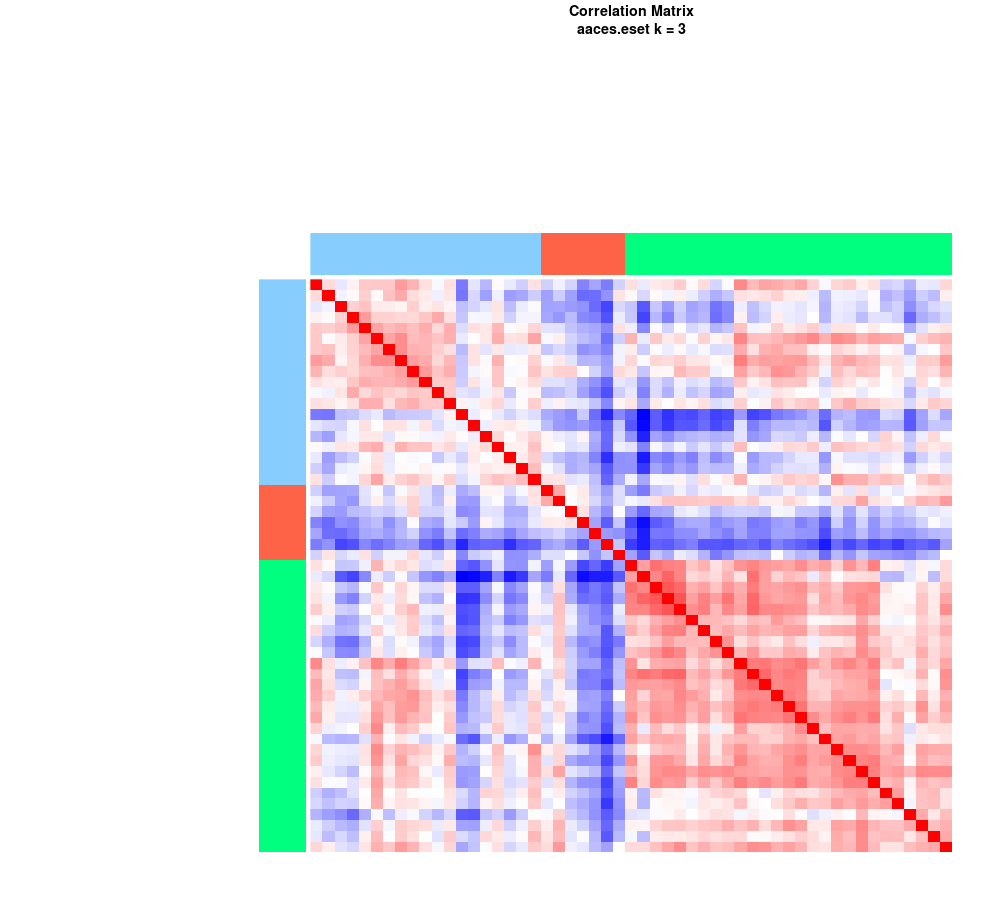 Correlation Matrix
aaces.eset k = 3